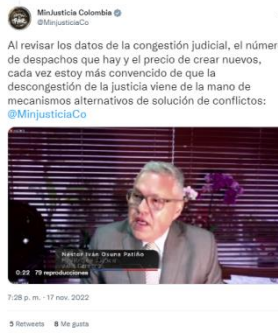 MinJusticia Colombia
@MinjusticiaCo
Al revisar los datos de la congestión judicial, el númer
de despachos que hay y el precio de crear nuevos,
cada vez estoy más convencido de que la
descongestión de la justicia viene de la mano de
mecanismos alternativos de solución de conflictos:
@MinjusticiaCo
Néstor Iván Osuna Patiño
0:22 79 reproducciones
7:28 p. m. · 17 nov. 2022
5 Retweets 8 Me gusta